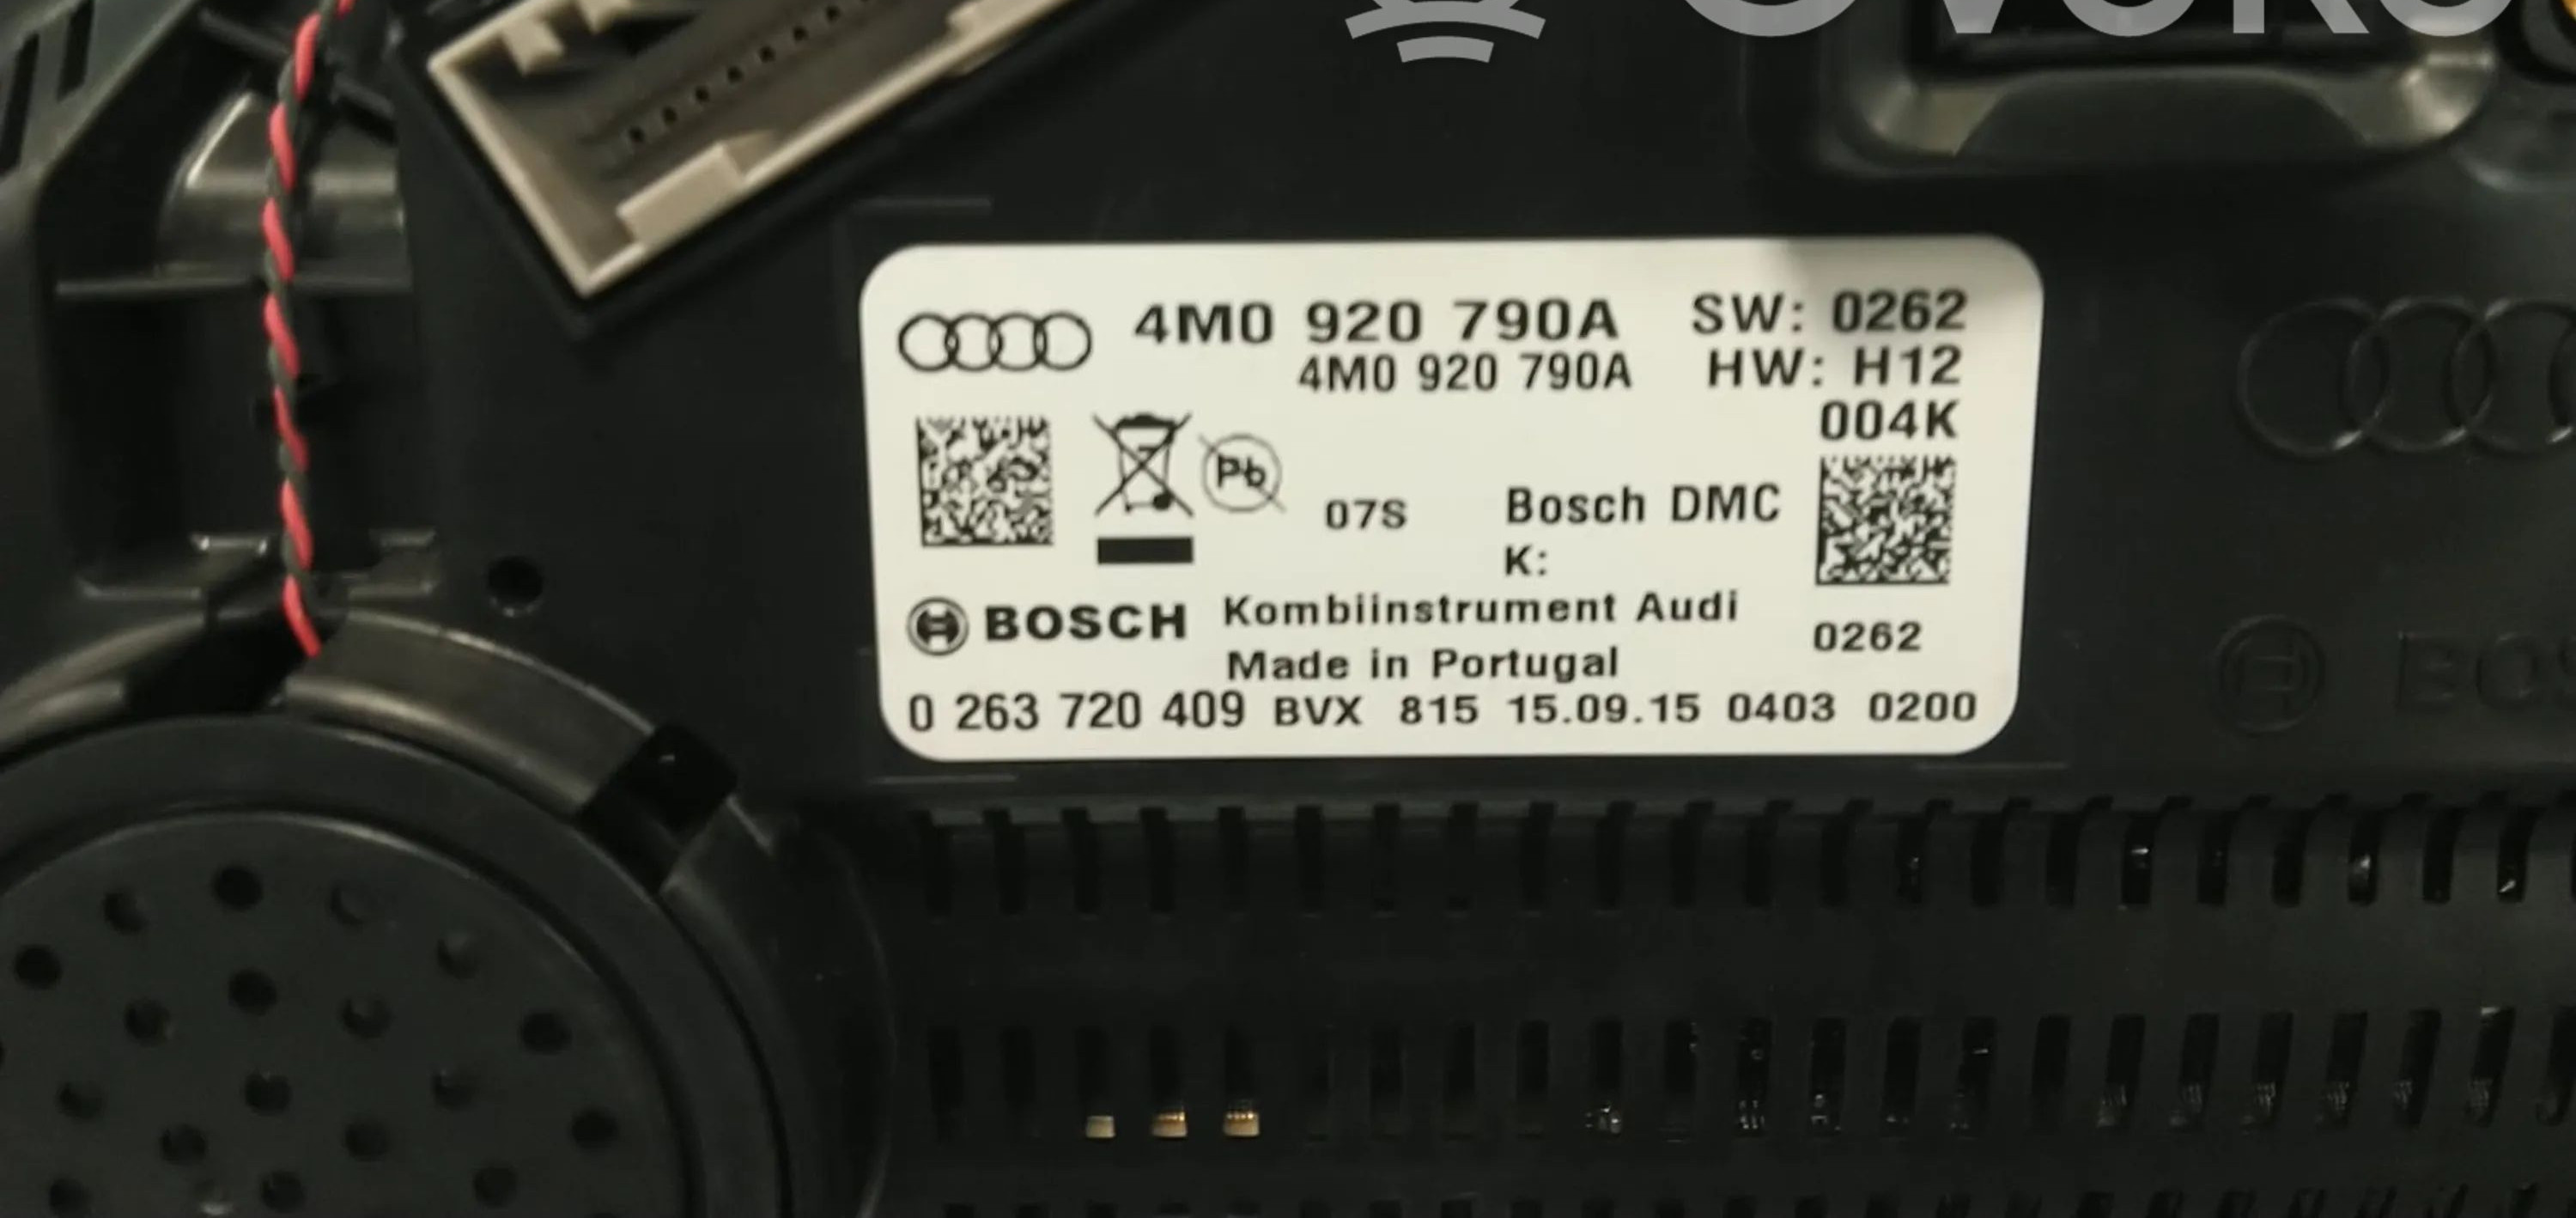 4M0 920 790A SW: 0262
4M0 920 790A HW: H12
004K
Pb
07S Bosch DMC
K:
BOSCH Kombiinstrument Audi
0262
Made in Portugal
0 263 720 409 BVX 815 15.09.15 0403 0200